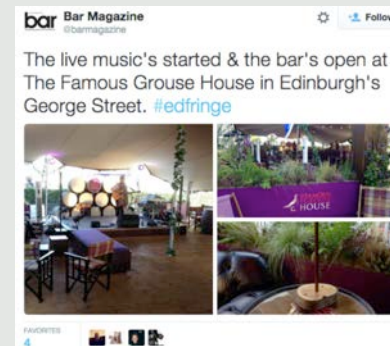 bar Bar Magazine
@barmagazine
Follow
The live music's started & the bar's open at
The Famous Grouse House in Edinburgh's
George Street. #edfringe
HOUSE
FAVORITES
4